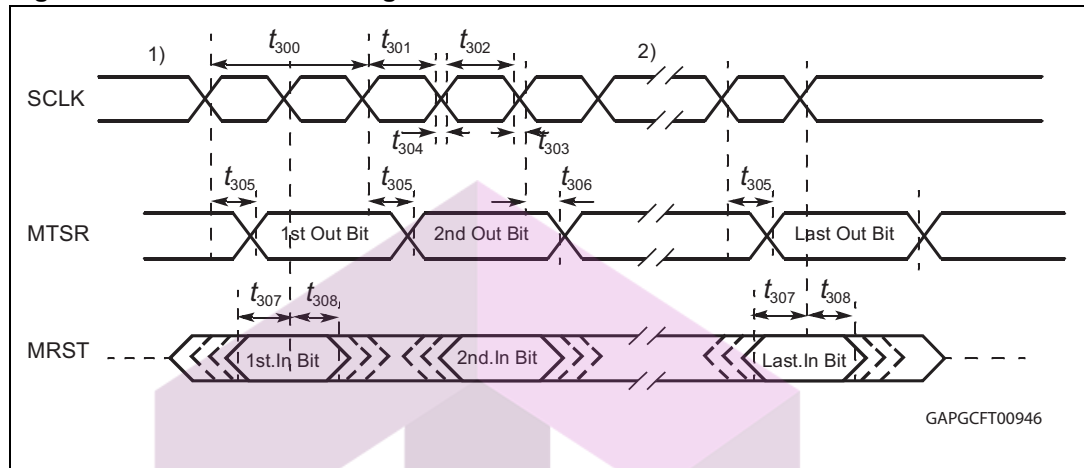 1)
t300
t301
t302
2)
SCLK
t304
t303
t305
t305
t306
t305
MTSR
1st Out Bit
2nd Out Bit
Last Out Bit
t307
t308
t307
t308
MRST
1st.In Bit
2nd.In Bit
Last.In Bit
GAPGCFT00946